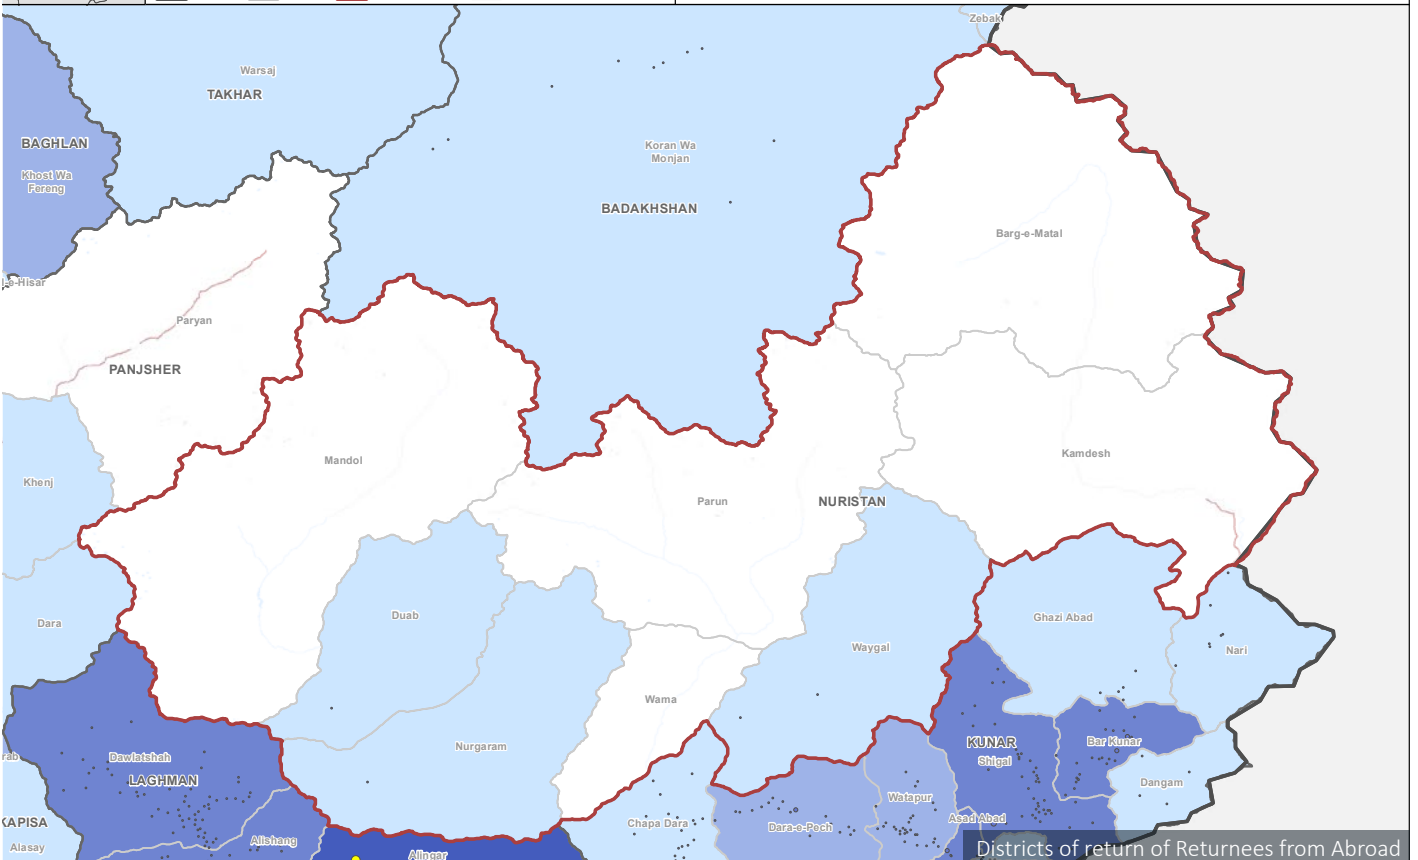 Zebak
Warsaj
TAKHAR
BAGHLAN
Khost Wa
Fereng
Koran Wa
Monjan
BADAKHSHAN
Barg-e-Matal
l-e-Hisar
Paryan
PANJSHER
Khenj
Mandol
Kamdesh
Parun
NURISTAN
Dara
Duab
Ghazi Abad
Waygal
Nari
Wama
Nurgaram
KUNAR
Bar Kunar
Shigal
rab
Dawlatshah
LAGHMAN
Dangam
Watapur
KAPISA
Chapa Dara
Dara-e-Pech
Asad Abad
Alasay
Alishang
Alingar
Districts of return of Returnees from Abroad